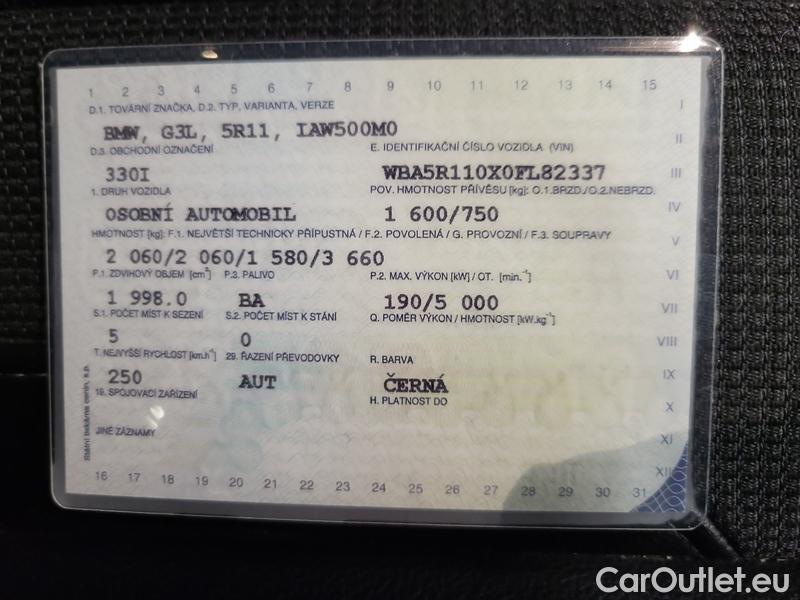 1 2 3 4 5 6 7 8 9 10 11 12 13 14 15
D.1. TOVÁRNÍ ZNAČKA, D.2. TYP, VARIANTA, VERZE
I
BMW, G3L, 5R11, IAW500M0
II
D.3. OBCHODNÍ OZNAČENÍ E. IDENTIFIKAČNÍ ČÍSLO VOZIDLA (VIN)
330I WBA5R110X0FL82337
III
1. DRUH VOZIDLA POV. HMOTNOST PŘÍVĚSU [kg]: O.1.BRZD./O.2.NEBRZD.
OSOBNÍ AUTOMOBIL 1 600/750
IV
HMOTNOST [kg]: F.1. NEJVĚTŠÍ TECHNICKY PŘÍPUSTNÁ / F.2. POVOLENÁ / G. PROVOZNÍ / F.3. SOUPRAVY
V
2 060/2 060/1 580/3 660
P.1. ZDVIHOVÝ OBJEM [cm³] P.3. PALIVO P.2. MAX. VÝKON [kW] / OT. [min.⁻¹]
VI
1 998.0 BA 190/5 000
VII
S.1. POČET MÍST K SEZENÍ S.2. POČET MÍST K STÁNÍ Q. POMĚR VÝKON / HMOTNOST [kW.kg⁻¹]
5 0
VIII
T. NEJVYŠŠÍ RYCHLOST [km.h⁻¹] 29. ŘAZENÍ PŘEVODOVKY R. BARVA
250 AUT ČERNÁ
IX
19. SPOJOVACÍ ZAŘÍZENÍ H. PLATNOST DO
X
JINÉ ZÁZNAMY
XI
XII
16 17 18 19 20 21 22 23 24 25 26 27 28 29 30 31
Státní tiskárna cenin, s.p.
CarOutlet.eu